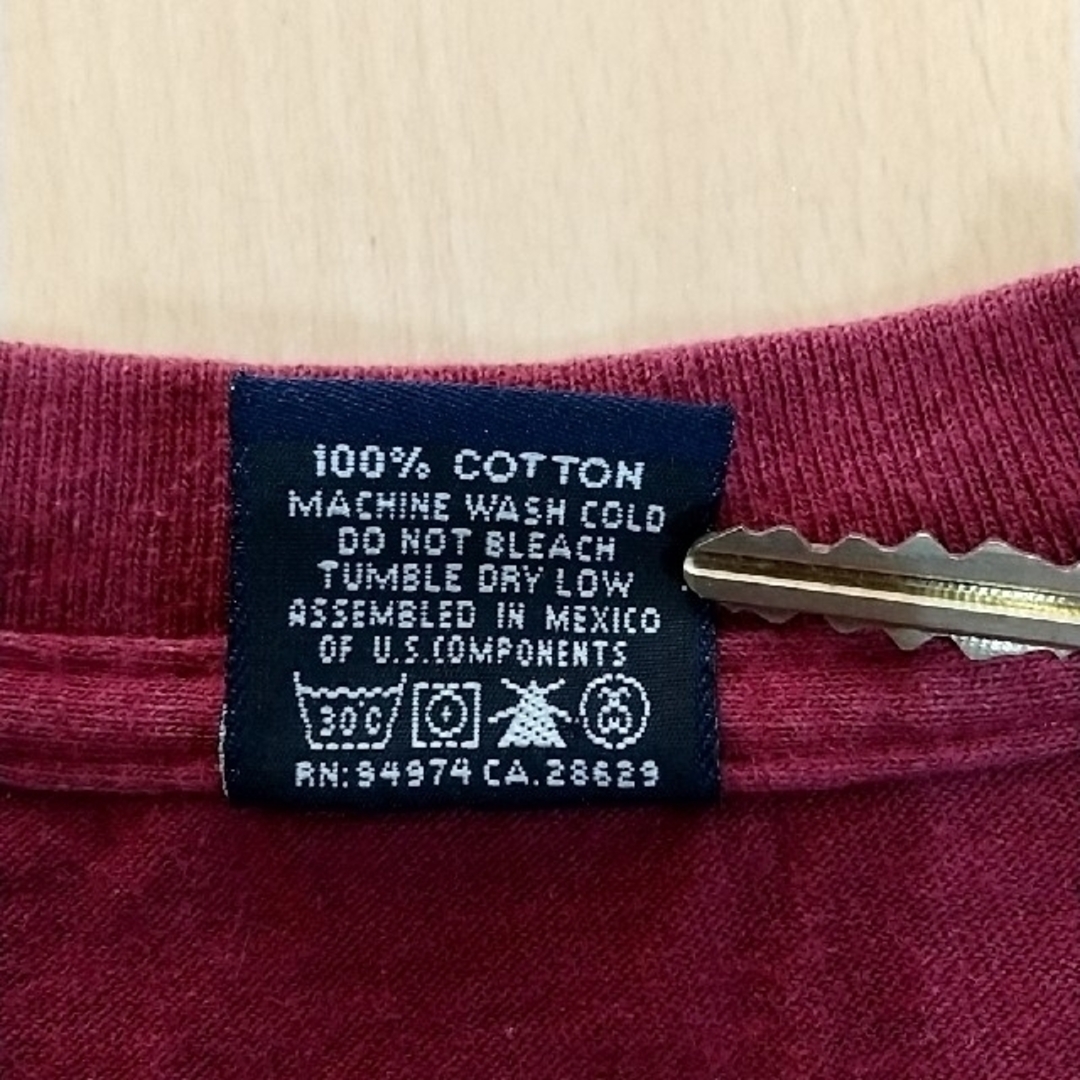 100% COTTON
MACHINE WASH COLD
DO NOT BLEACH
TUMBLE DRY LOW
ASSEMBLED IN MEXICO
OF U.S.COMPONENTS
30°C
RN:94974 CA.28629